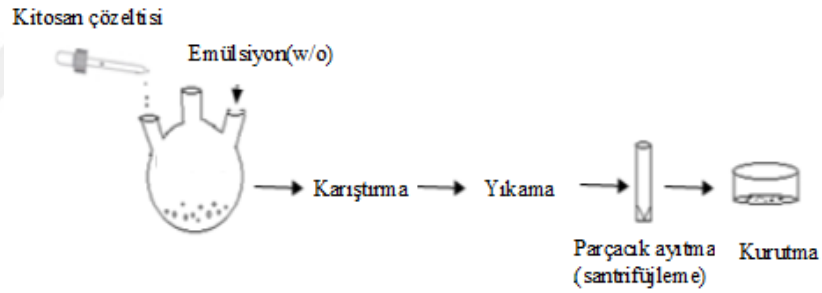 Kitosan çözeltisi
Emülsiyon(w/o)
Karıştırma
Yıkama
Parçacık ayıtma
(santrifüjleme)
Kurutma